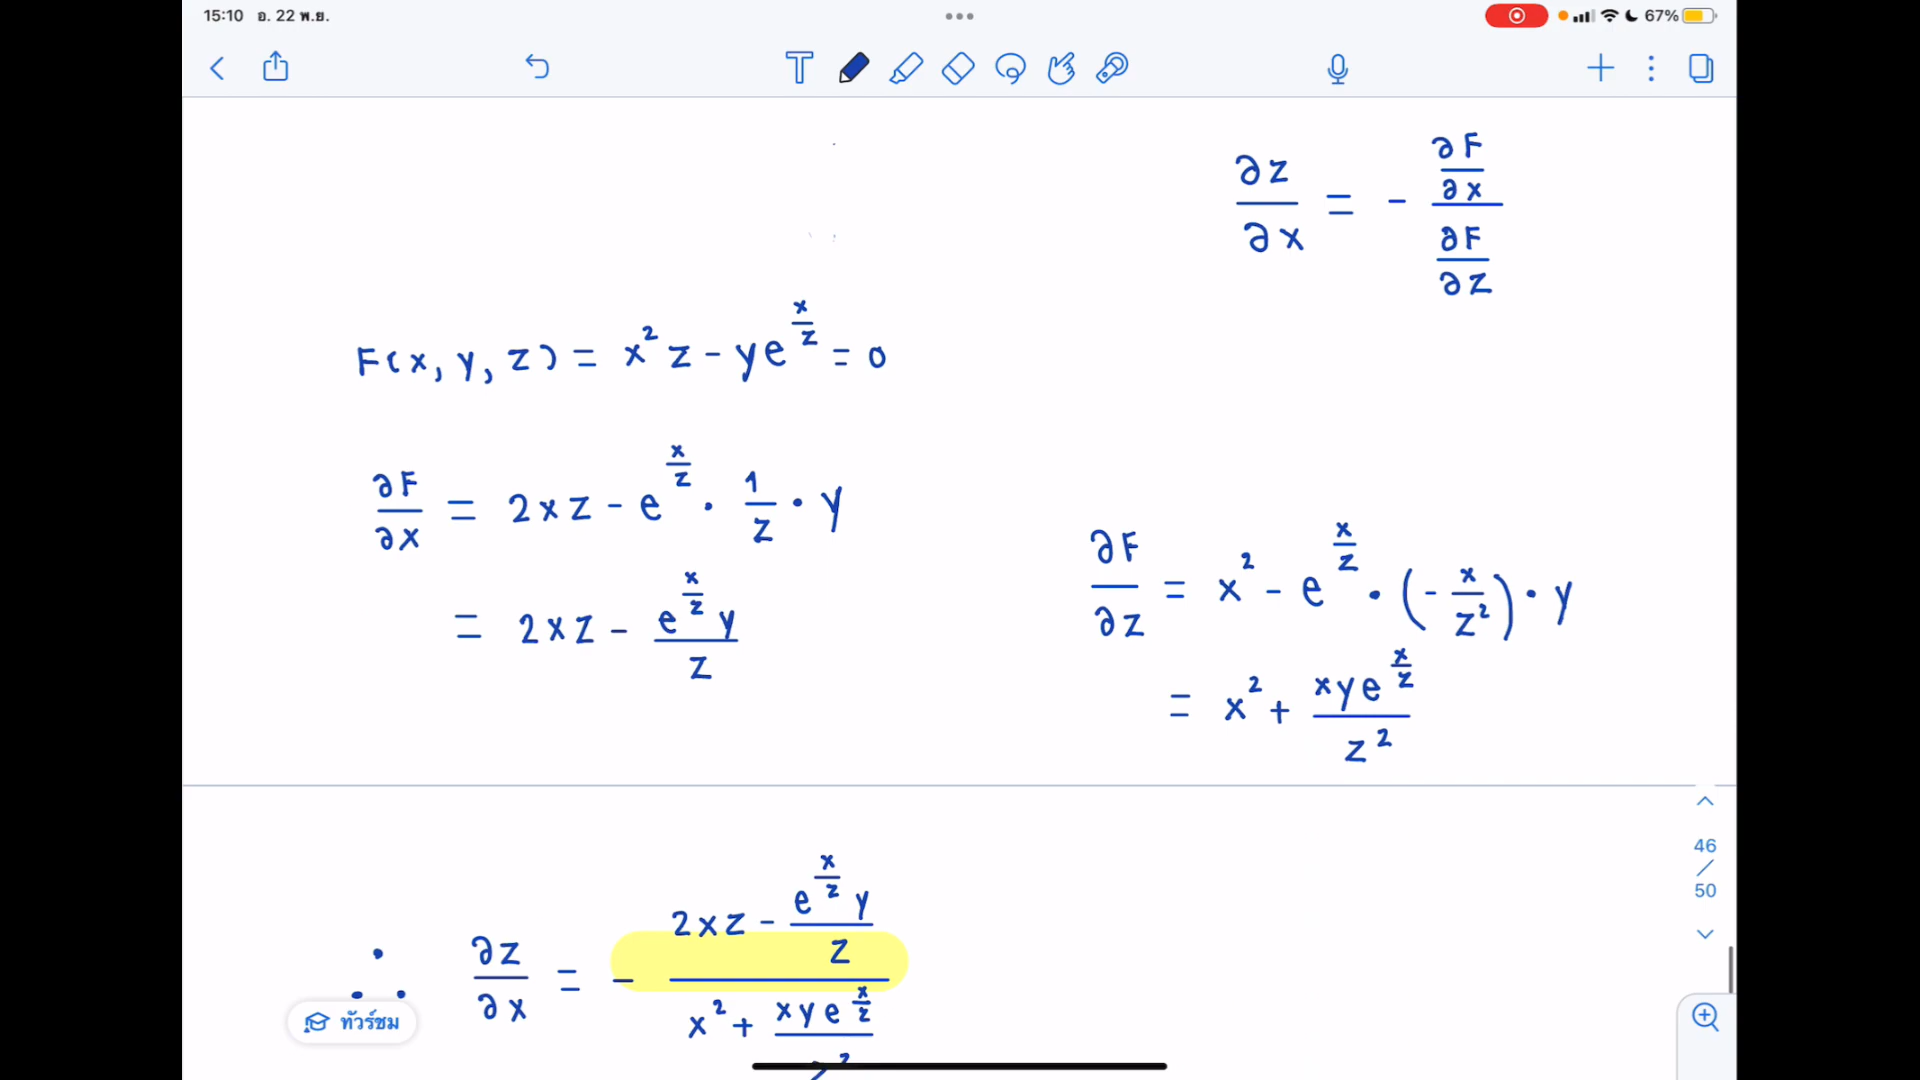 15:10 อ. 22 พ.ย.
67%
∂z/∂x = - (∂F/∂x)/(∂F/∂z)
F(x, y, z) = x²z - ye^(x/z) = 0
∂F/∂x = 2xz - e^(x/z) · 1/z · y
= 2xz - e^(x/z)y/z
∂F/∂z = x² - e^(x/z) · (-x/z²) · y
= x² + xye^(x/z)/z²
46
/
50
∴ ∂z/∂x = - (2xz - e^(x/z)y/z)/(x² + xye^(x/z)/z²)
ทัวร์ชม